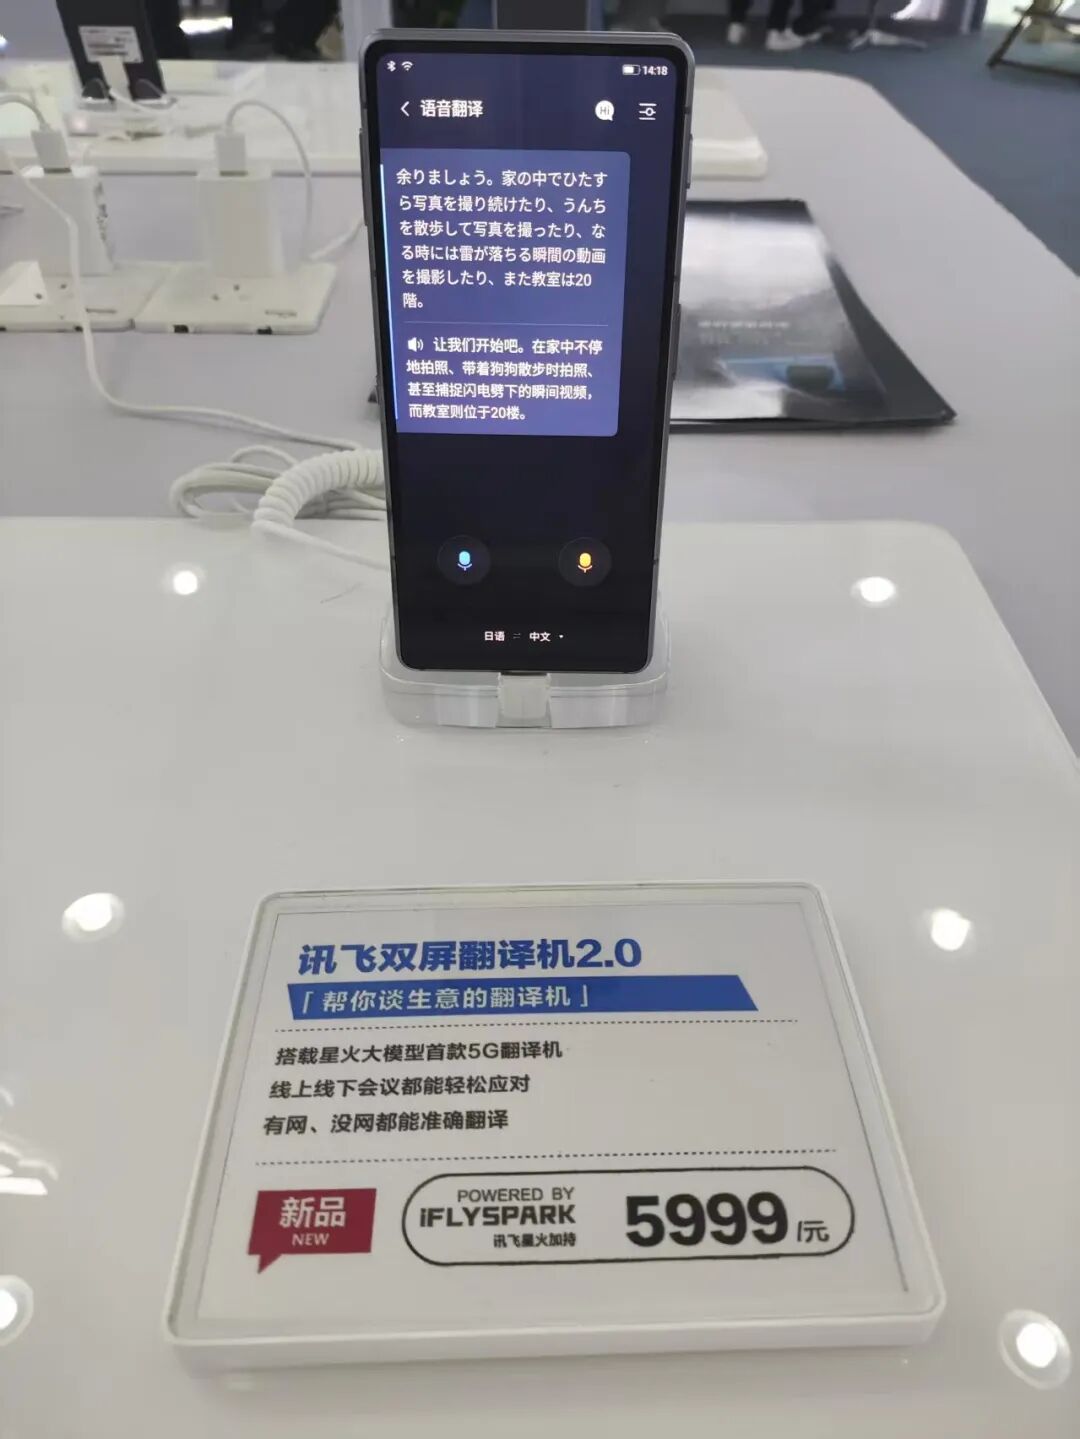 14:18
语音翻译
Hi
余りましょう。家の中でひたす
ら写真を撮り続けたり、うんち
を散歩して写真を撮ったり、な
る時には雷が落ちる瞬間の動画
を撮影したり、また教室は20
階。
让我们开始吧。在家中不停
地拍照、带着狗狗散步时拍照、
甚至捕捉闪电劈下的瞬间视频，
而教室则位于20楼。
日语 ⇌ 中文
讯飞双屏翻译机2.0
「帮你谈生意的翻译机」
搭载星火大模型首款5G翻译机
线上线下会议都能轻松应对
有网、没网都能准确翻译
新品
NEW
POWERED BY
iFLYSPARK
讯飞星火加持
5999/元